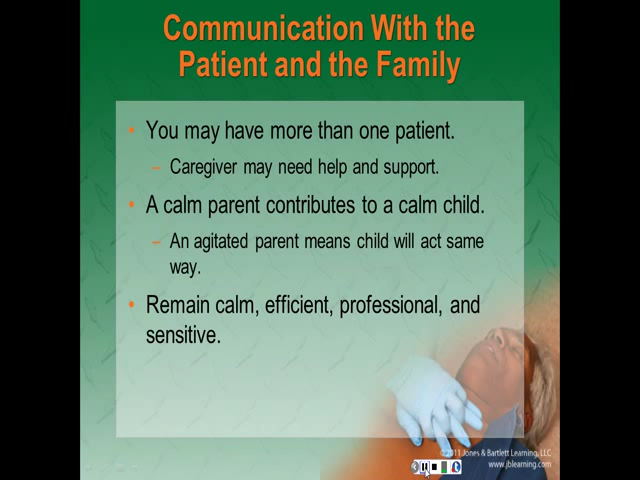 Communication With the
Patient and the Family
• You may have more than one patient.
– Caregiver may need help and support.
• A calm parent contributes to a calm child.
– An agitated parent means child will act same
way.
• Remain calm, efficient, professional, and
sensitive.
©2011 Jones & Bartlett Learning, LLC
www.jblearning.com